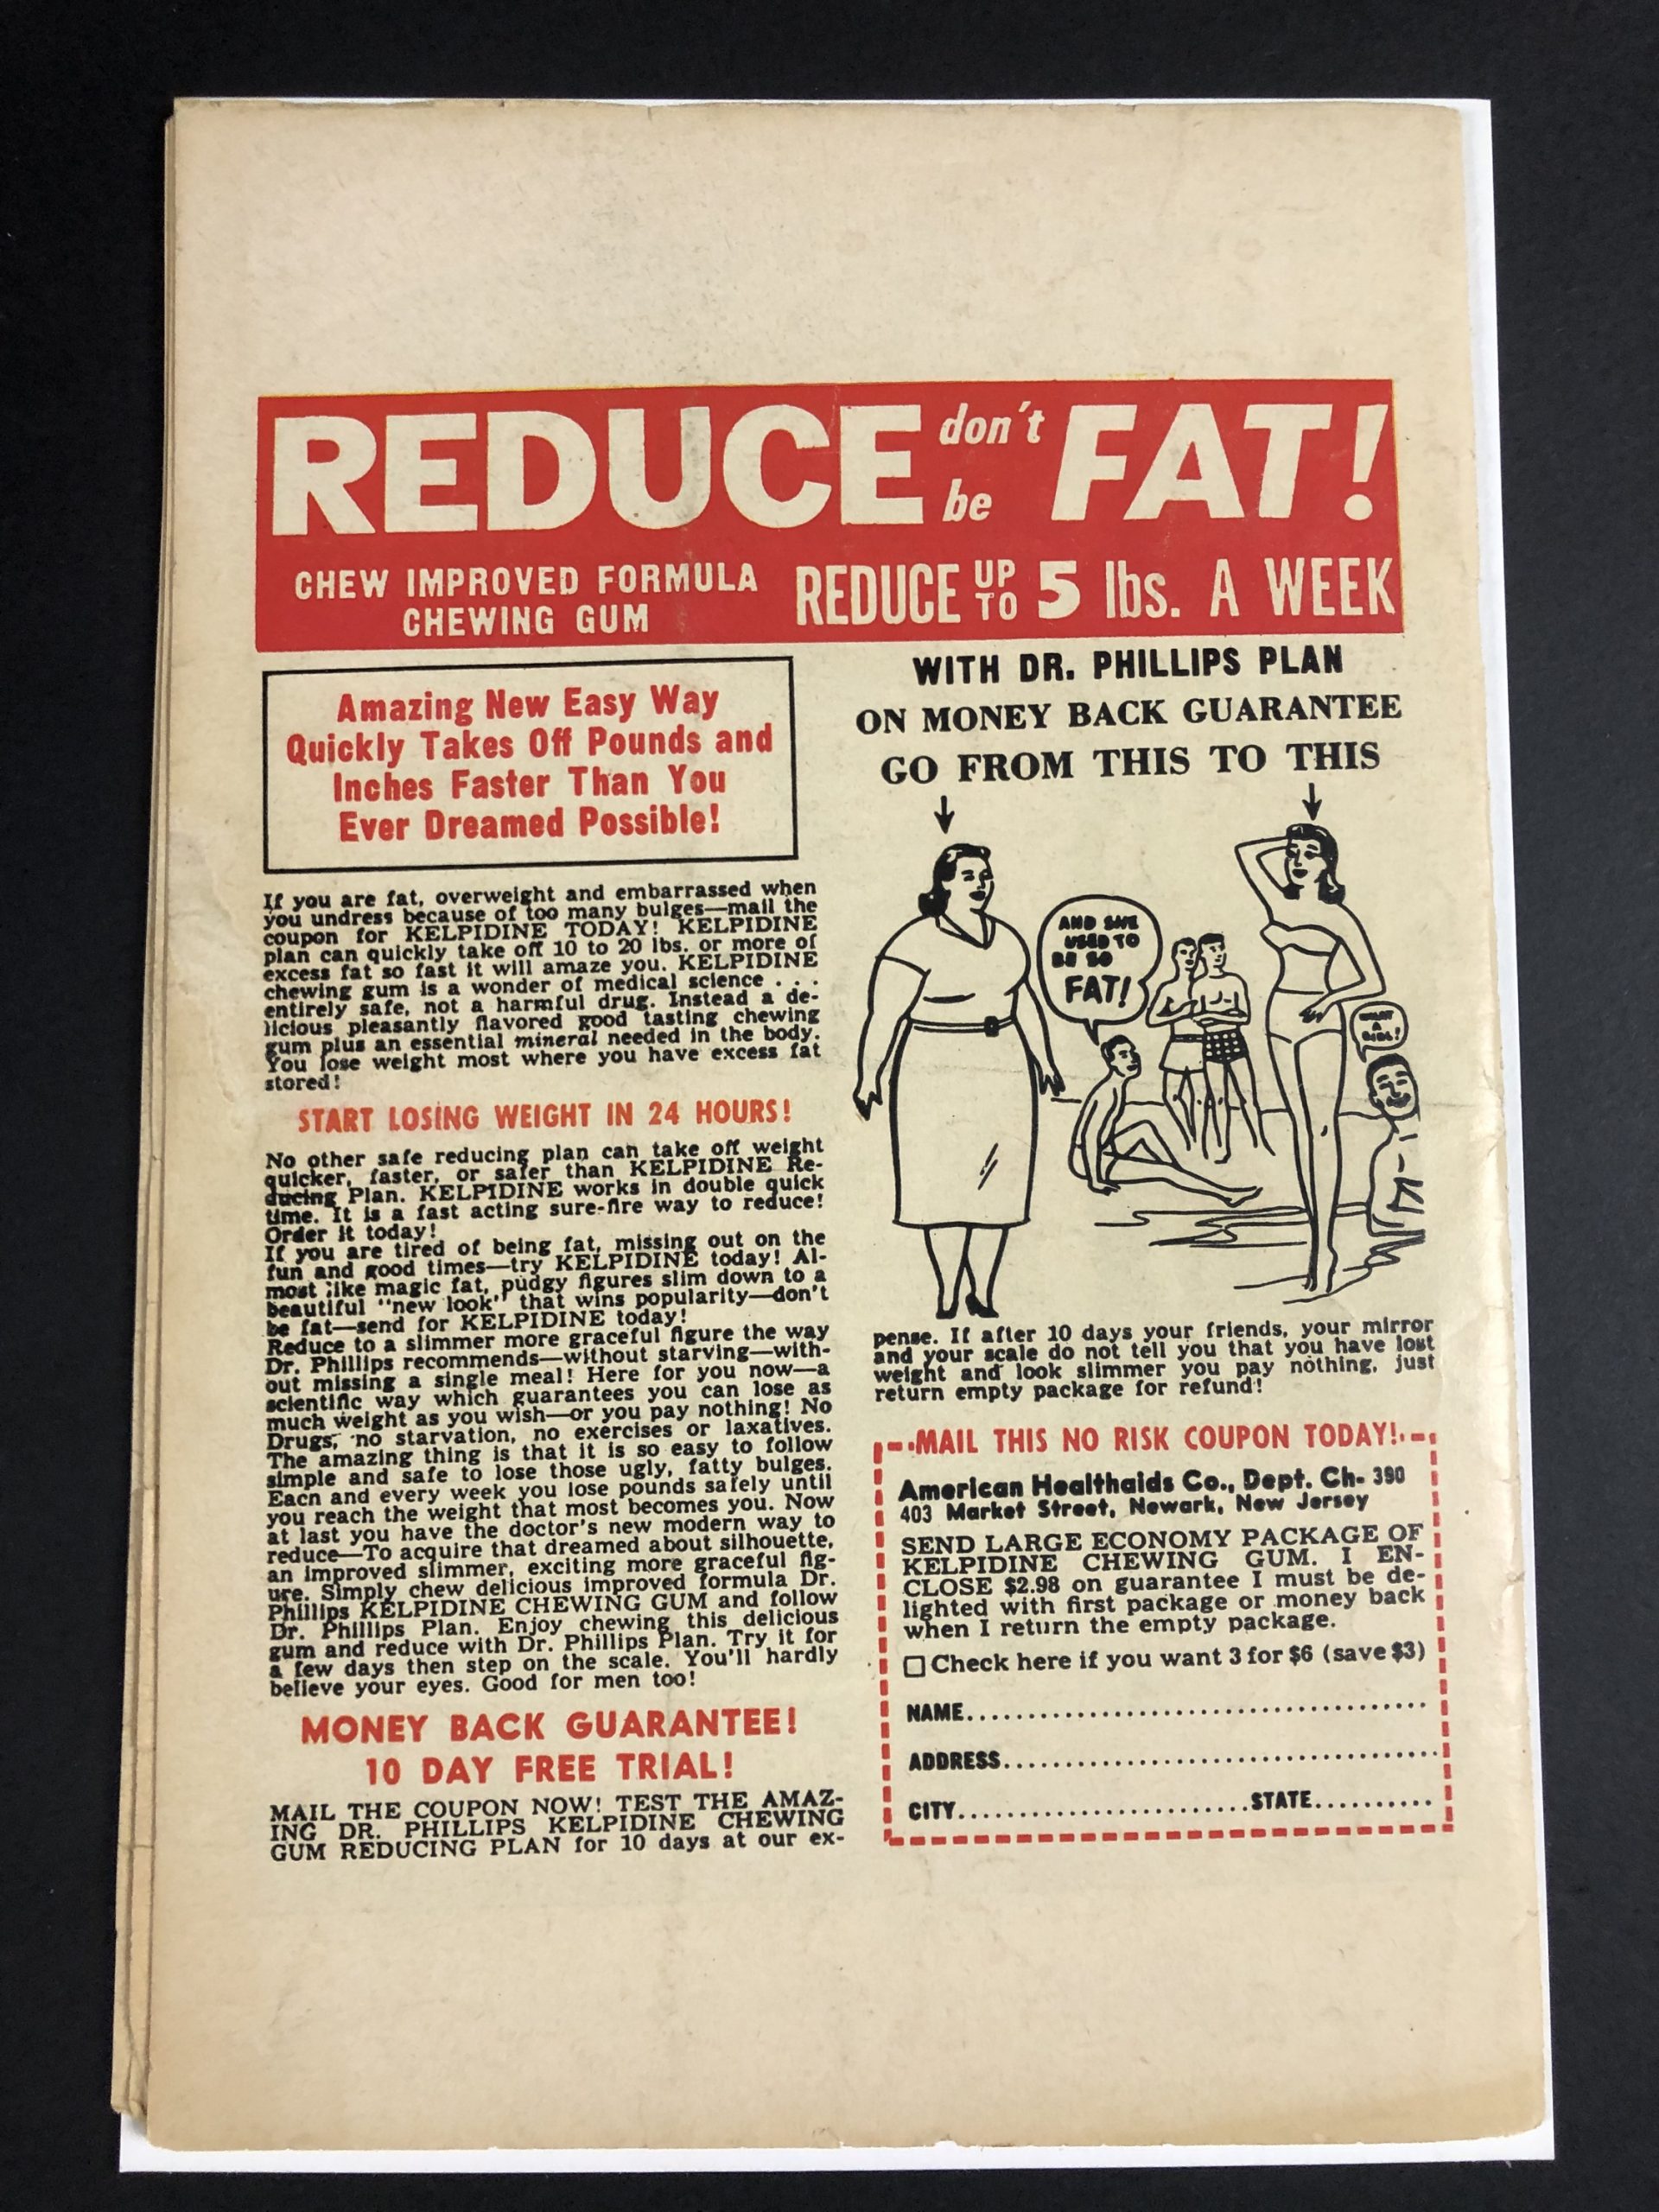 REDUCE don't be FAT!
CHEW IMPROVED FORMULA
CHEWING GUM
REDUCE UP TO 5 lbs. A WEEK
Amazing New Easy Way
Quickly Takes Off Pounds and
Inches Faster Than You
Ever Dreamed Possible!
If you are fat, overweight and embarrassed when
you undress because of too many bulges—mail the
coupon for KELPIDINE TODAY! KELPIDINE
plan can quickly take off 10 to 20 lbs. or more of
excess fat so fast it will amaze you. KELPIDINE
chewing gum is a wonder of medical science . . .
entirely safe, not a harmful drug. Instead a de-
licious pleasantly flavored good tasting chewing
gum plus an essential mineral needed in the body.
You lose weight most where you have excess fat
stored!
START LOSING WEIGHT IN 24 HOURS!
No other safe reducing plan can take off weight
quicker, faster, or safer than KELPIDINE Re-
ducing Plan. KELPIDINE works in double quick
time. It is a fast acting sure-fire way to reduce!
Order it today!
If you are tired of being fat, missing out on the
fun and good times—try KELPIDINE today! Al-
most like magic fat, pudgy figures slim down to a
beautiful "new look" that wins popularity—don't
be fat—send for KELPIDINE today!
Reduce to a slimmer more graceful figure the way
Dr. Phillips recommends—without starving—with-
out missing a single meal! Here for you now—a
scientific way which guarantees you can lose as
much weight as you wish—or you pay nothing! No
Drugs, no starvation, no exercises or laxatives.
The amazing thing is that it is so easy to follow
simple and safe to lose those ugly, fatty bulges.
Each and every week you lose pounds safely until
you reach the weight that most becomes you. Now
at last you have the doctor's new modern way to
reduce—To acquire that dreamed about silhouette,
an improved slimmer, exciting more graceful fig-
ure. Simply chew delicious improved formula Dr.
Phillips KELPIDINE CHEWING GUM and follow
Dr. Phillips Plan. Enjoy chewing this delicious
gum and reduce with Dr. Phillips Plan. Try it for
a few days then step on the scale. You'll hardly
believe your eyes. Good for men too!
MONEY BACK GUARANTEE!
10 DAY FREE TRIAL!
MAIL THE COUPON NOW! TEST THE AMAZ-
ING DR. PHILLIPS KELPIDINE CHEWING
GUM REDUCING PLAN for 10 days at our ex-
WITH DR. PHILLIPS PLAN
ON MONEY BACK GUARANTEE
GO FROM THIS TO THIS
AND SHE
USED TO
BE SO
FAT!
WHAT
A
GIRL!
pense. If after 10 days your friends, your mirror
and your scale do not tell you that you have lost
weight and look slimmer you pay nothing, just
return empty package for refund!
MAIL THIS NO RISK COUPON TODAY!
American Healthaids Co., Dept. Ch- 390
403 Market Street, Newark, New Jersey
SEND LARGE ECONOMY PACKAGE OF
KELPIDINE CHEWING GUM. I EN-
CLOSE $2.98 on guarantee I must be de-
lighted with first package or money back
when I return the empty package.
Check here if you want 3 for $6 (save $3)
NAME
ADDRESS
CITY STATE